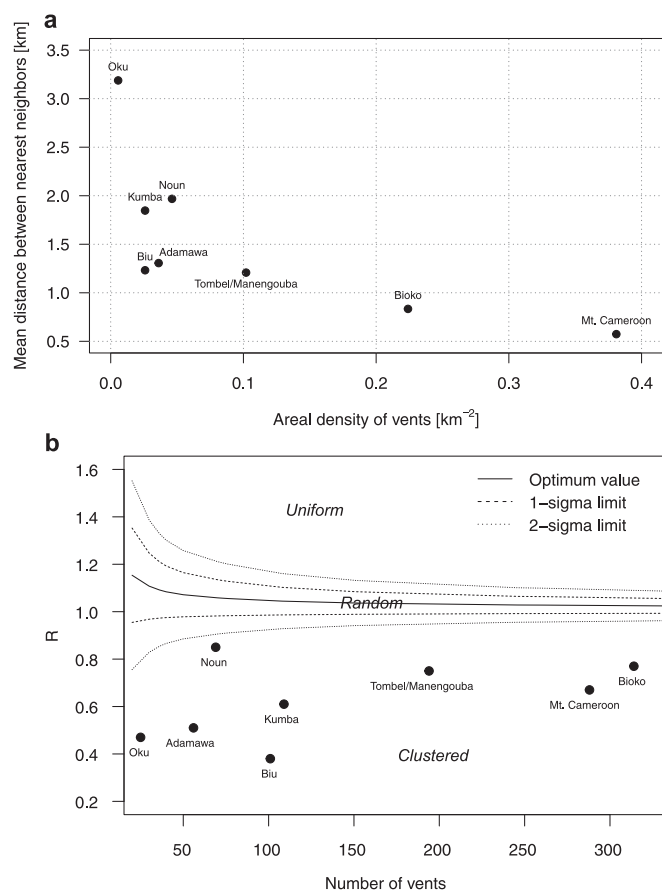 a
Mean distance between nearest neighbors [km]
3.5
3.0
2.5
2.0
1.5
1.0
0.5
Oku
Noun
Kumba
Biu
Adamawa
Tombel/Manengouba
Bioko
Mt. Cameroon
0.0
0.1
0.2
0.3
0.4
Areal density of vents [km−2]
b
R
1.6
1.4
1.2
1.0
0.8
0.6
0.4
0.2
Optimum value
1−sigma limit
2−sigma limit
Uniform
Random
Noun
Tombel/Manengouba
Bioko
Mt. Cameroon
Kumba
Adamawa
Oku
Biu
Clustered
50
100
150
200
250
300
Number of vents